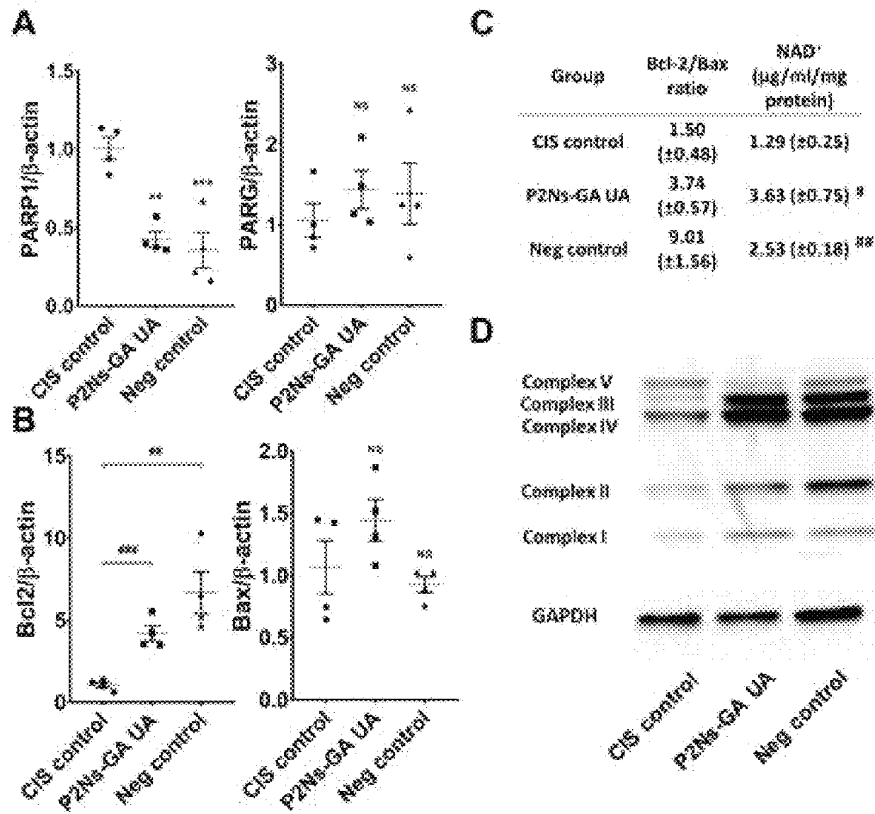 A
PARP1/β-actin
1.5
1.0
0.5
0.0
**
***
CIS control
P2Ns-GA UA
Neg control
PARG/β-actin
3
2
1
0
NS
NS
CIS control
P2Ns-GA UA
Neg control
B
Bcl2/β-actin
15
10
5
0
##
###
CIS control
P2Ns-GA UA
Neg control
Bax/β-actin
2.0
1.5
1.0
0.5
0.0
NS
NS
CIS control
P2Ns-GA UA
Neg control
C
Group
Bcl-2/Bax
ratio
NAD⁺
(µg/ml/mg
protein)
CIS control
1.50
(±0.48)
1.29 (±0.25)
P2Ns-GA UA
3.74
(±0.57)
3.63 (±0.75) #
Neg control
9.01
(±1.56)
2.53 (±0.18) ##
D
Complex V
Complex III
Complex IV
Complex II
Complex I
GAPDH
CIS control
P2Ns-GA UA
Neg control